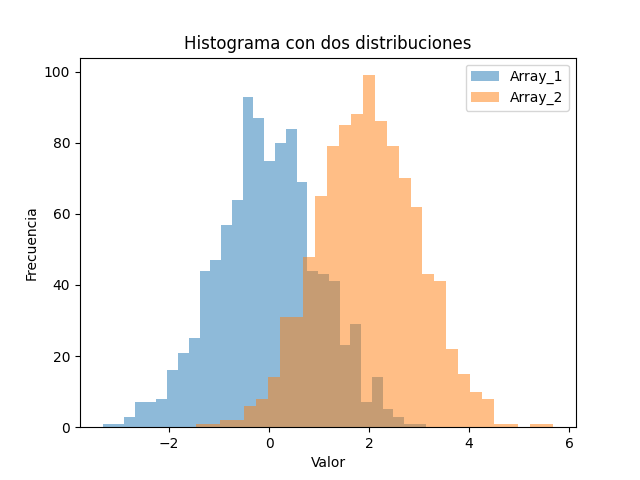 Histograma con dos distribuciones
Array_1
Array_2
Frecuencia
100
80
60
40
20
0
−2
0
2
4
6
Valor